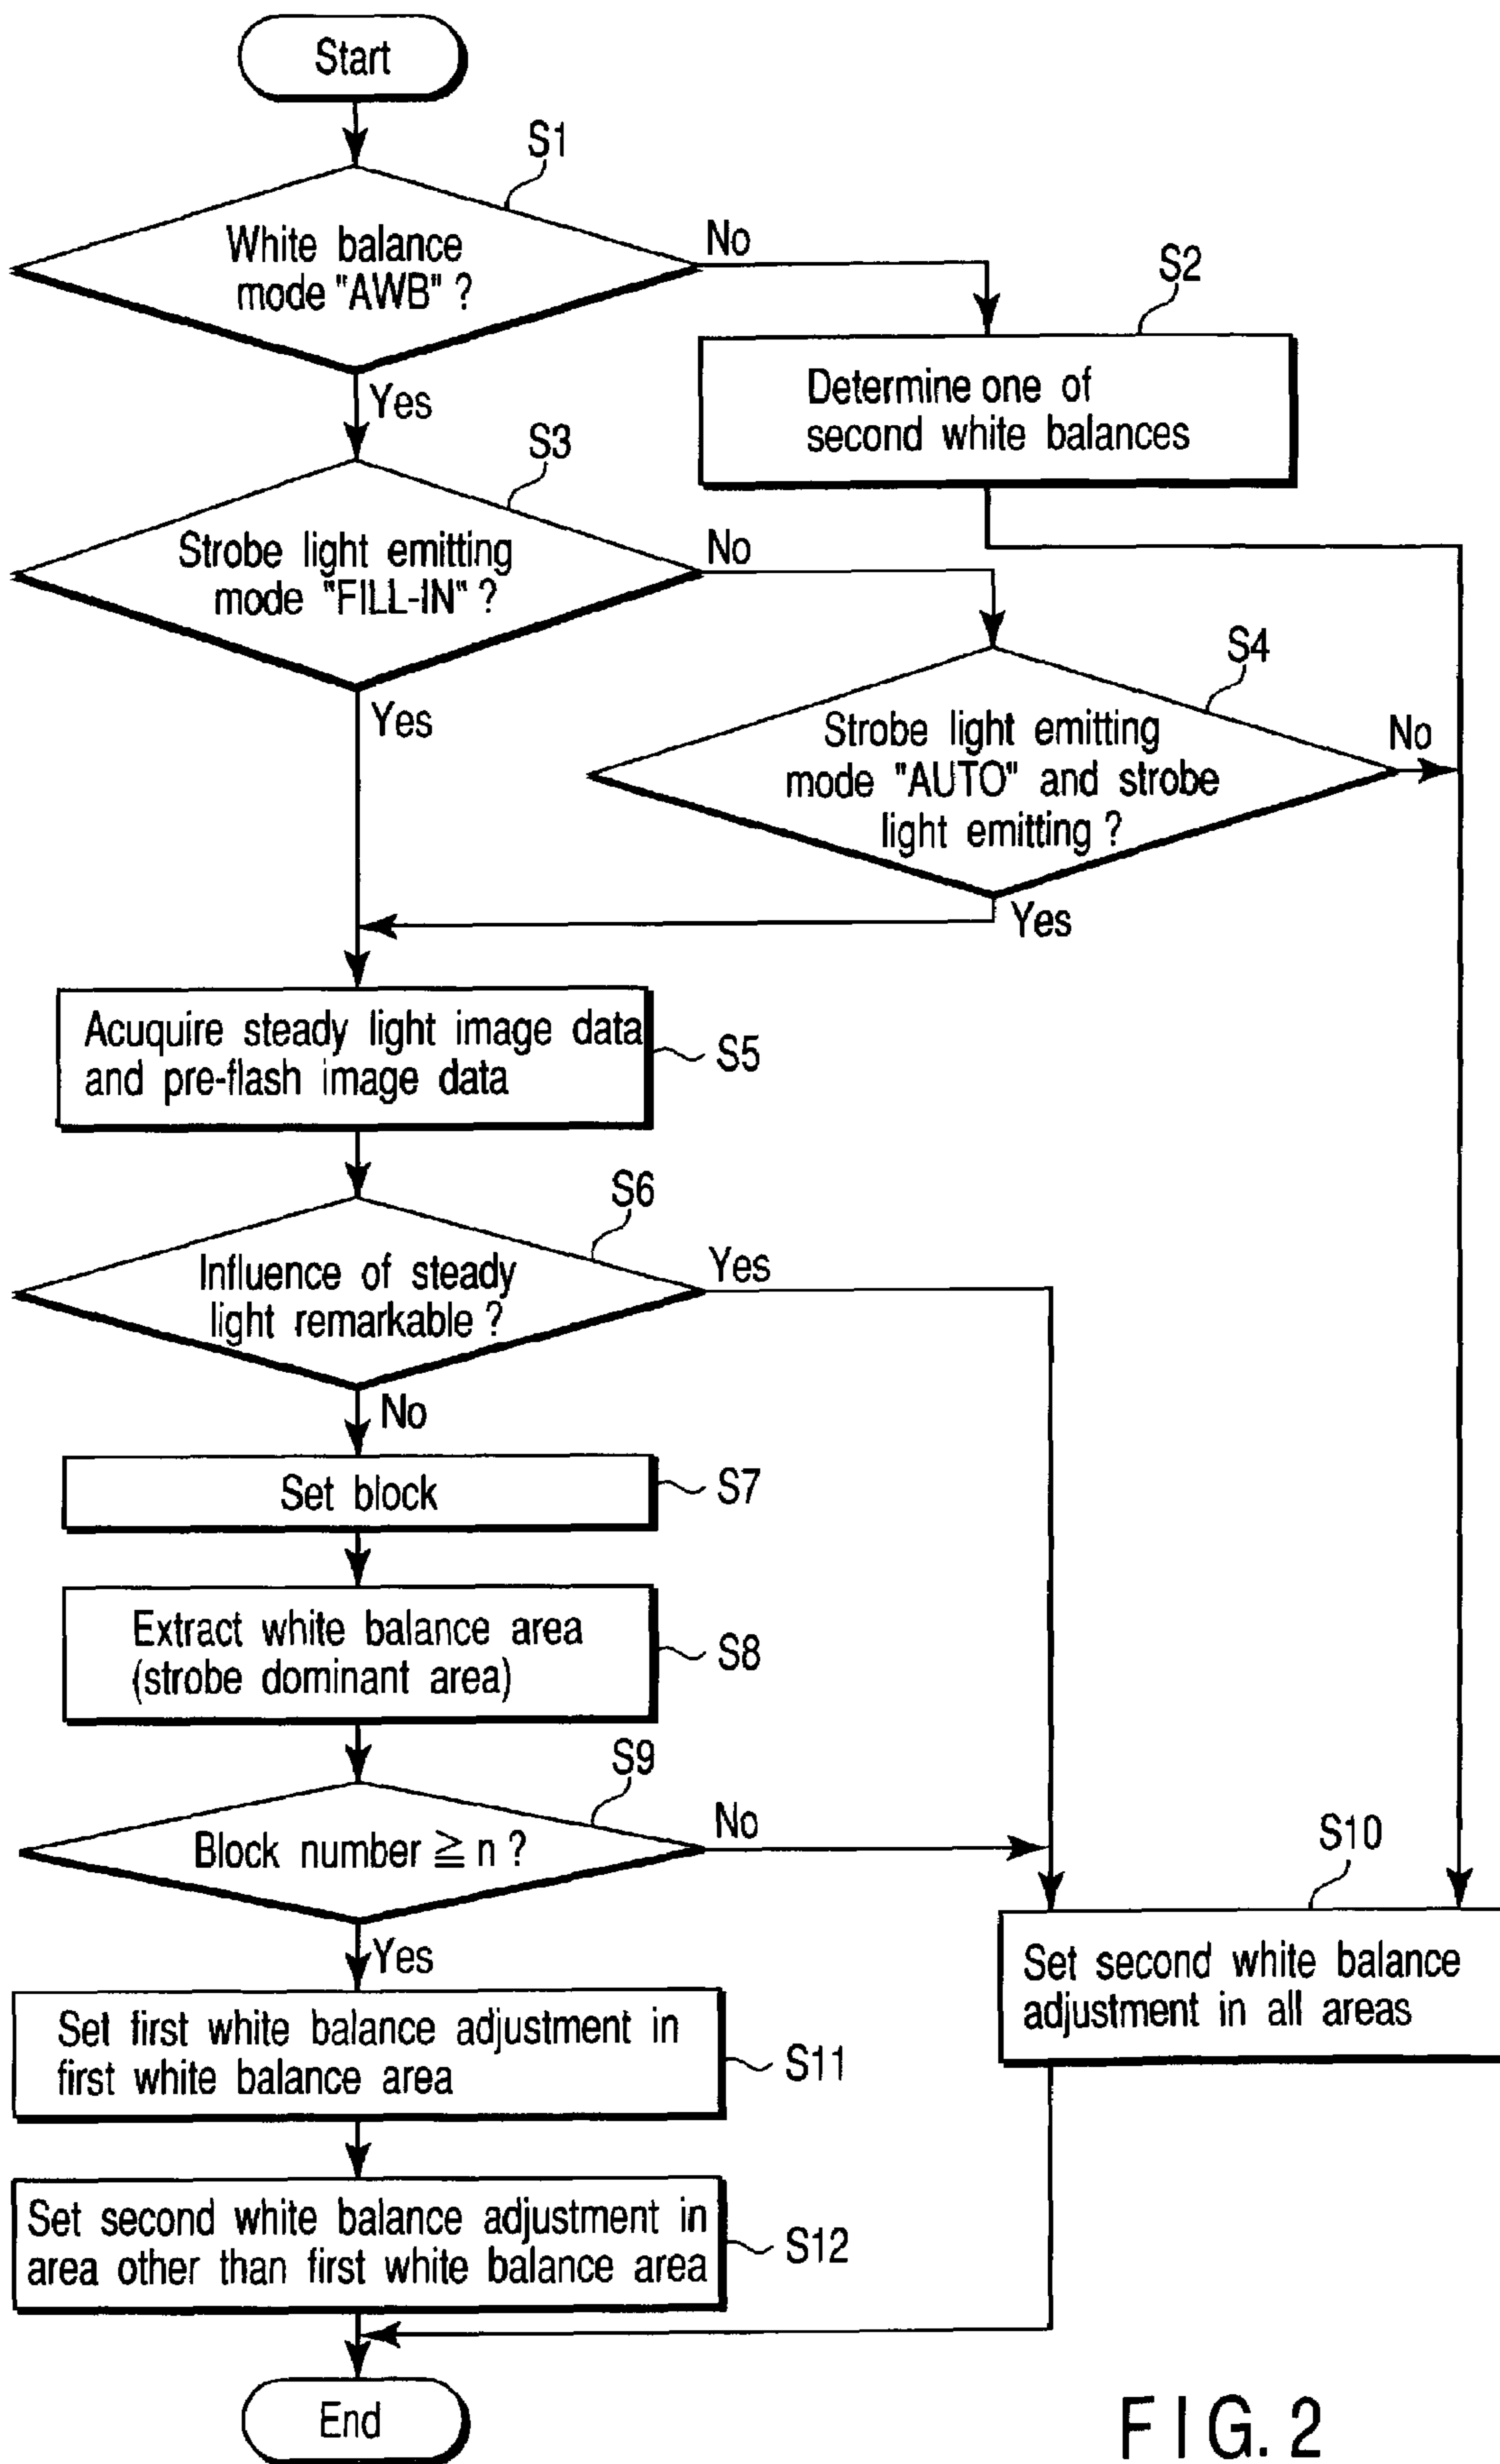 Start
S1
White balance
mode "AWB" ?
No
Yes
S2
Determine one of
second white balances
S3
Strobe light emitting
mode "FILL-IN" ?
No
Yes
S4
Strobe light emitting
mode "AUTO" and strobe
light emitting ?
No
Yes
Acuquire steady light image data
and pre-flash image data
S5
S6
Influence of steady
light remarkable ?
Yes
No
Set block
S7
Extract white balance area
(strobe dominant area)
S8
S9
Block number ≧ n ?
No
Yes
S10
Set second white balance
adjustment in all areas
Set first white balance adjustment in
first white balance area
S11
Set second white balance adjustment in
area other than first white balance area
S12
End
FIG. 2